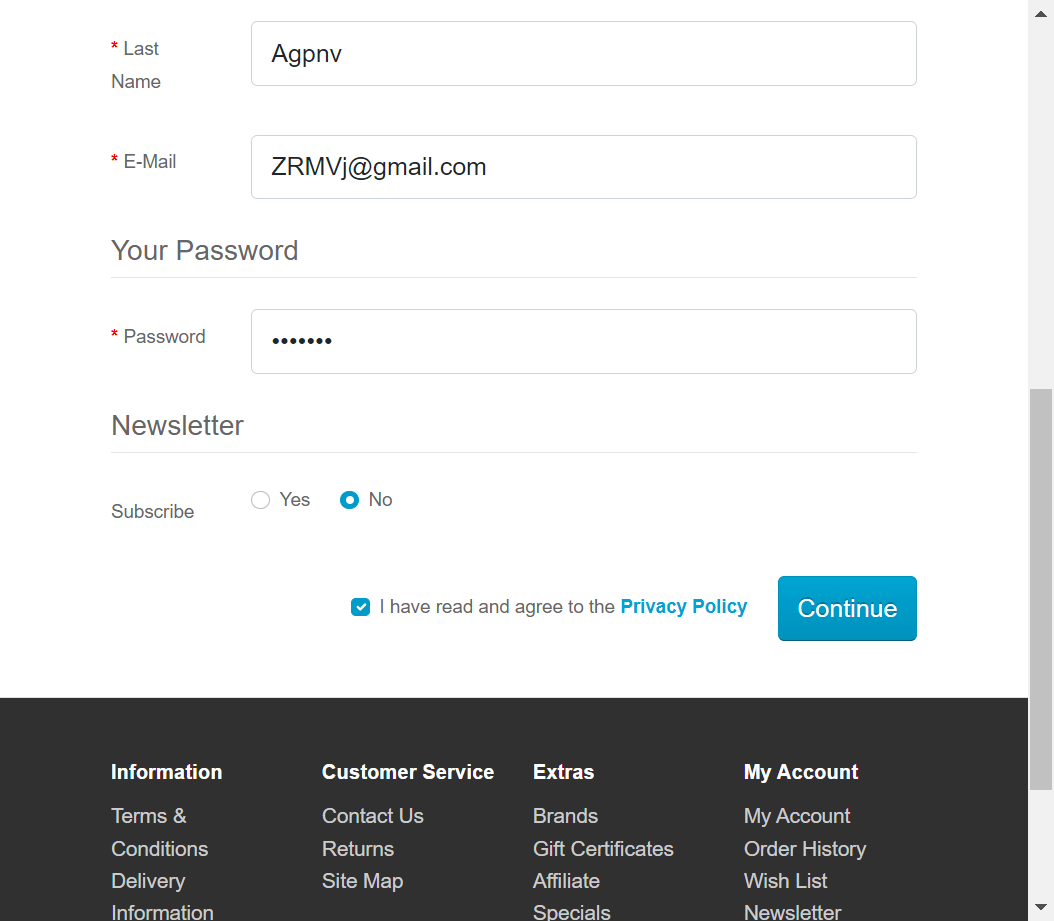 * Last
Name
Agpnv
* E-Mail
ZRMVj@gmail.com
Your Password
* Password
•••••••
Newsletter
Subscribe
Yes
No
I have read and agree to the Privacy Policy
Continue
Information
Terms &
Conditions
Delivery
Information
Customer Service
Contact Us
Returns
Site Map
Extras
Brands
Gift Certificates
Affiliate
Specials
My Account
My Account
Order History
Wish List
Newsletter